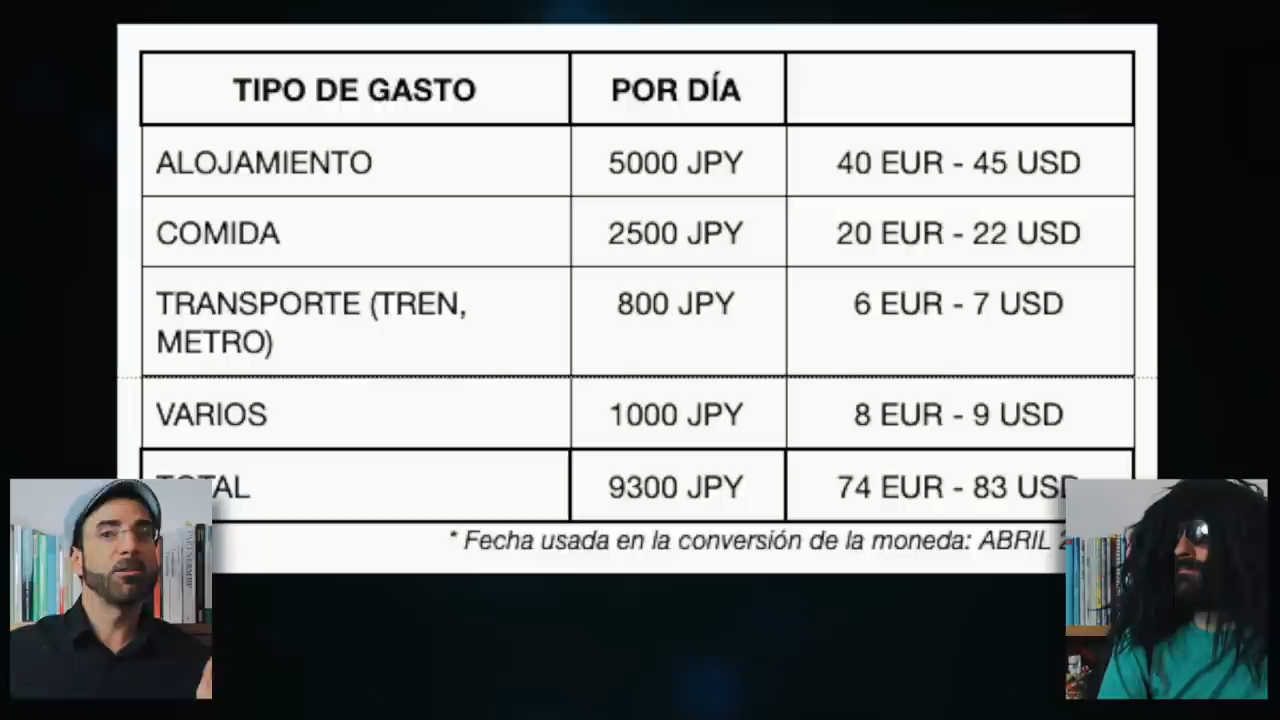 TIPO DE GASTO POR DÍA
ALOJAMIENTO 5000 JPY 40 EUR - 45 USD
COMIDA 2500 JPY 20 EUR - 22 USD
TRANSPORTE (TREN, 800 JPY 6 EUR - 7 USD
METRO)
VARIOS 1000 JPY 8 EUR - 9 USD
9300 JPY 74 EUR - 83 USD
* Fecha usada en la conversión de la moneda: ABRIL